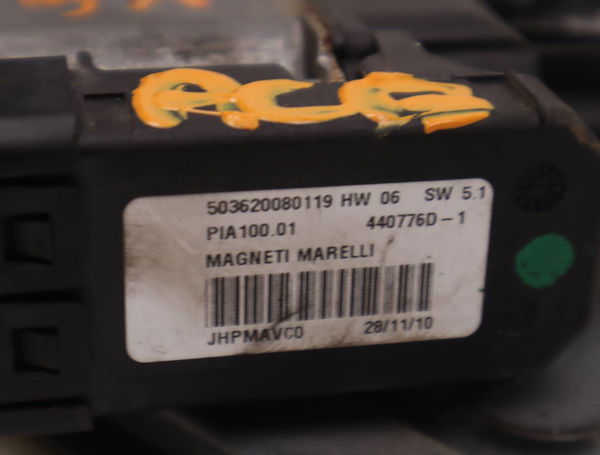 503620080119 HW 06 SW 5.1
PIA100.01 440776D-1
MAGNETI MARELLI
JHPMAVC0 28/11/10